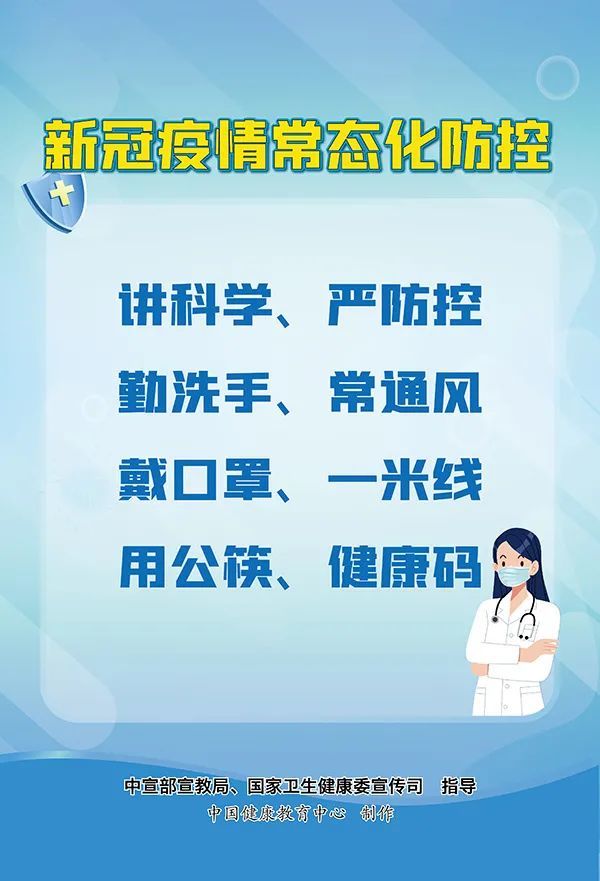 新冠疫情常态化防控
讲科学、严防控
勤洗手、常通风
戴口罩、一米线
用公筷、健康码
中宣部宣教局、国家卫生健康委宣传司 指导
中国健康教育中心 制作